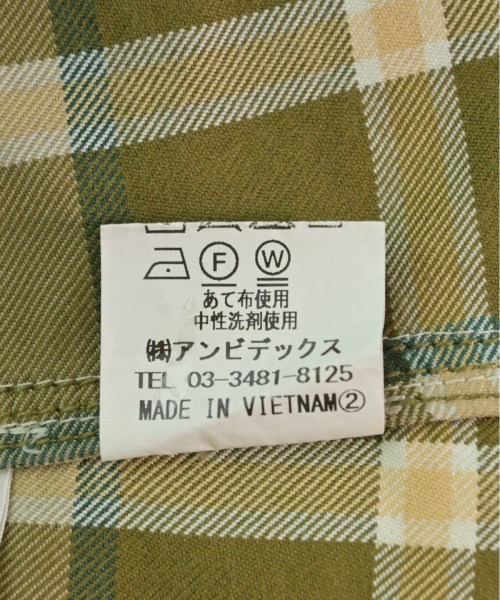 F W
あて布使用
中性洗剤使用
㈱アンビデックス
TEL 03-3481-8125
MADE IN VIETNAM②